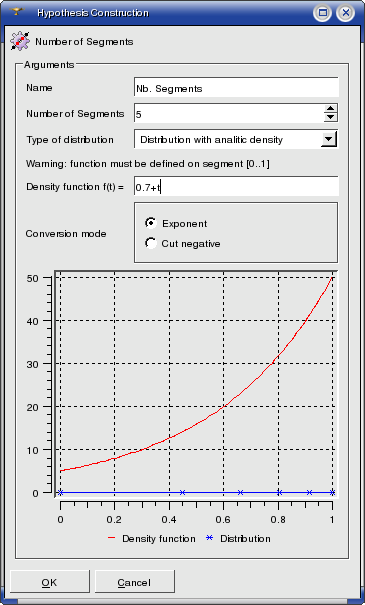 Hypothesis Construction
Number of Segments
Arguments
Name Nb. Segments
Number of Segments 5
Type of distribution Distribution with analitic density
Warning: function must be defined on segment [0..1]
Density function f(t) = 0.7+t
Conversion mode
Exponent
Cut negative
50
40
30
20
10
0
0 0.2 0.4 0.6 0.8 1
Density function Distribution
OK Cancel